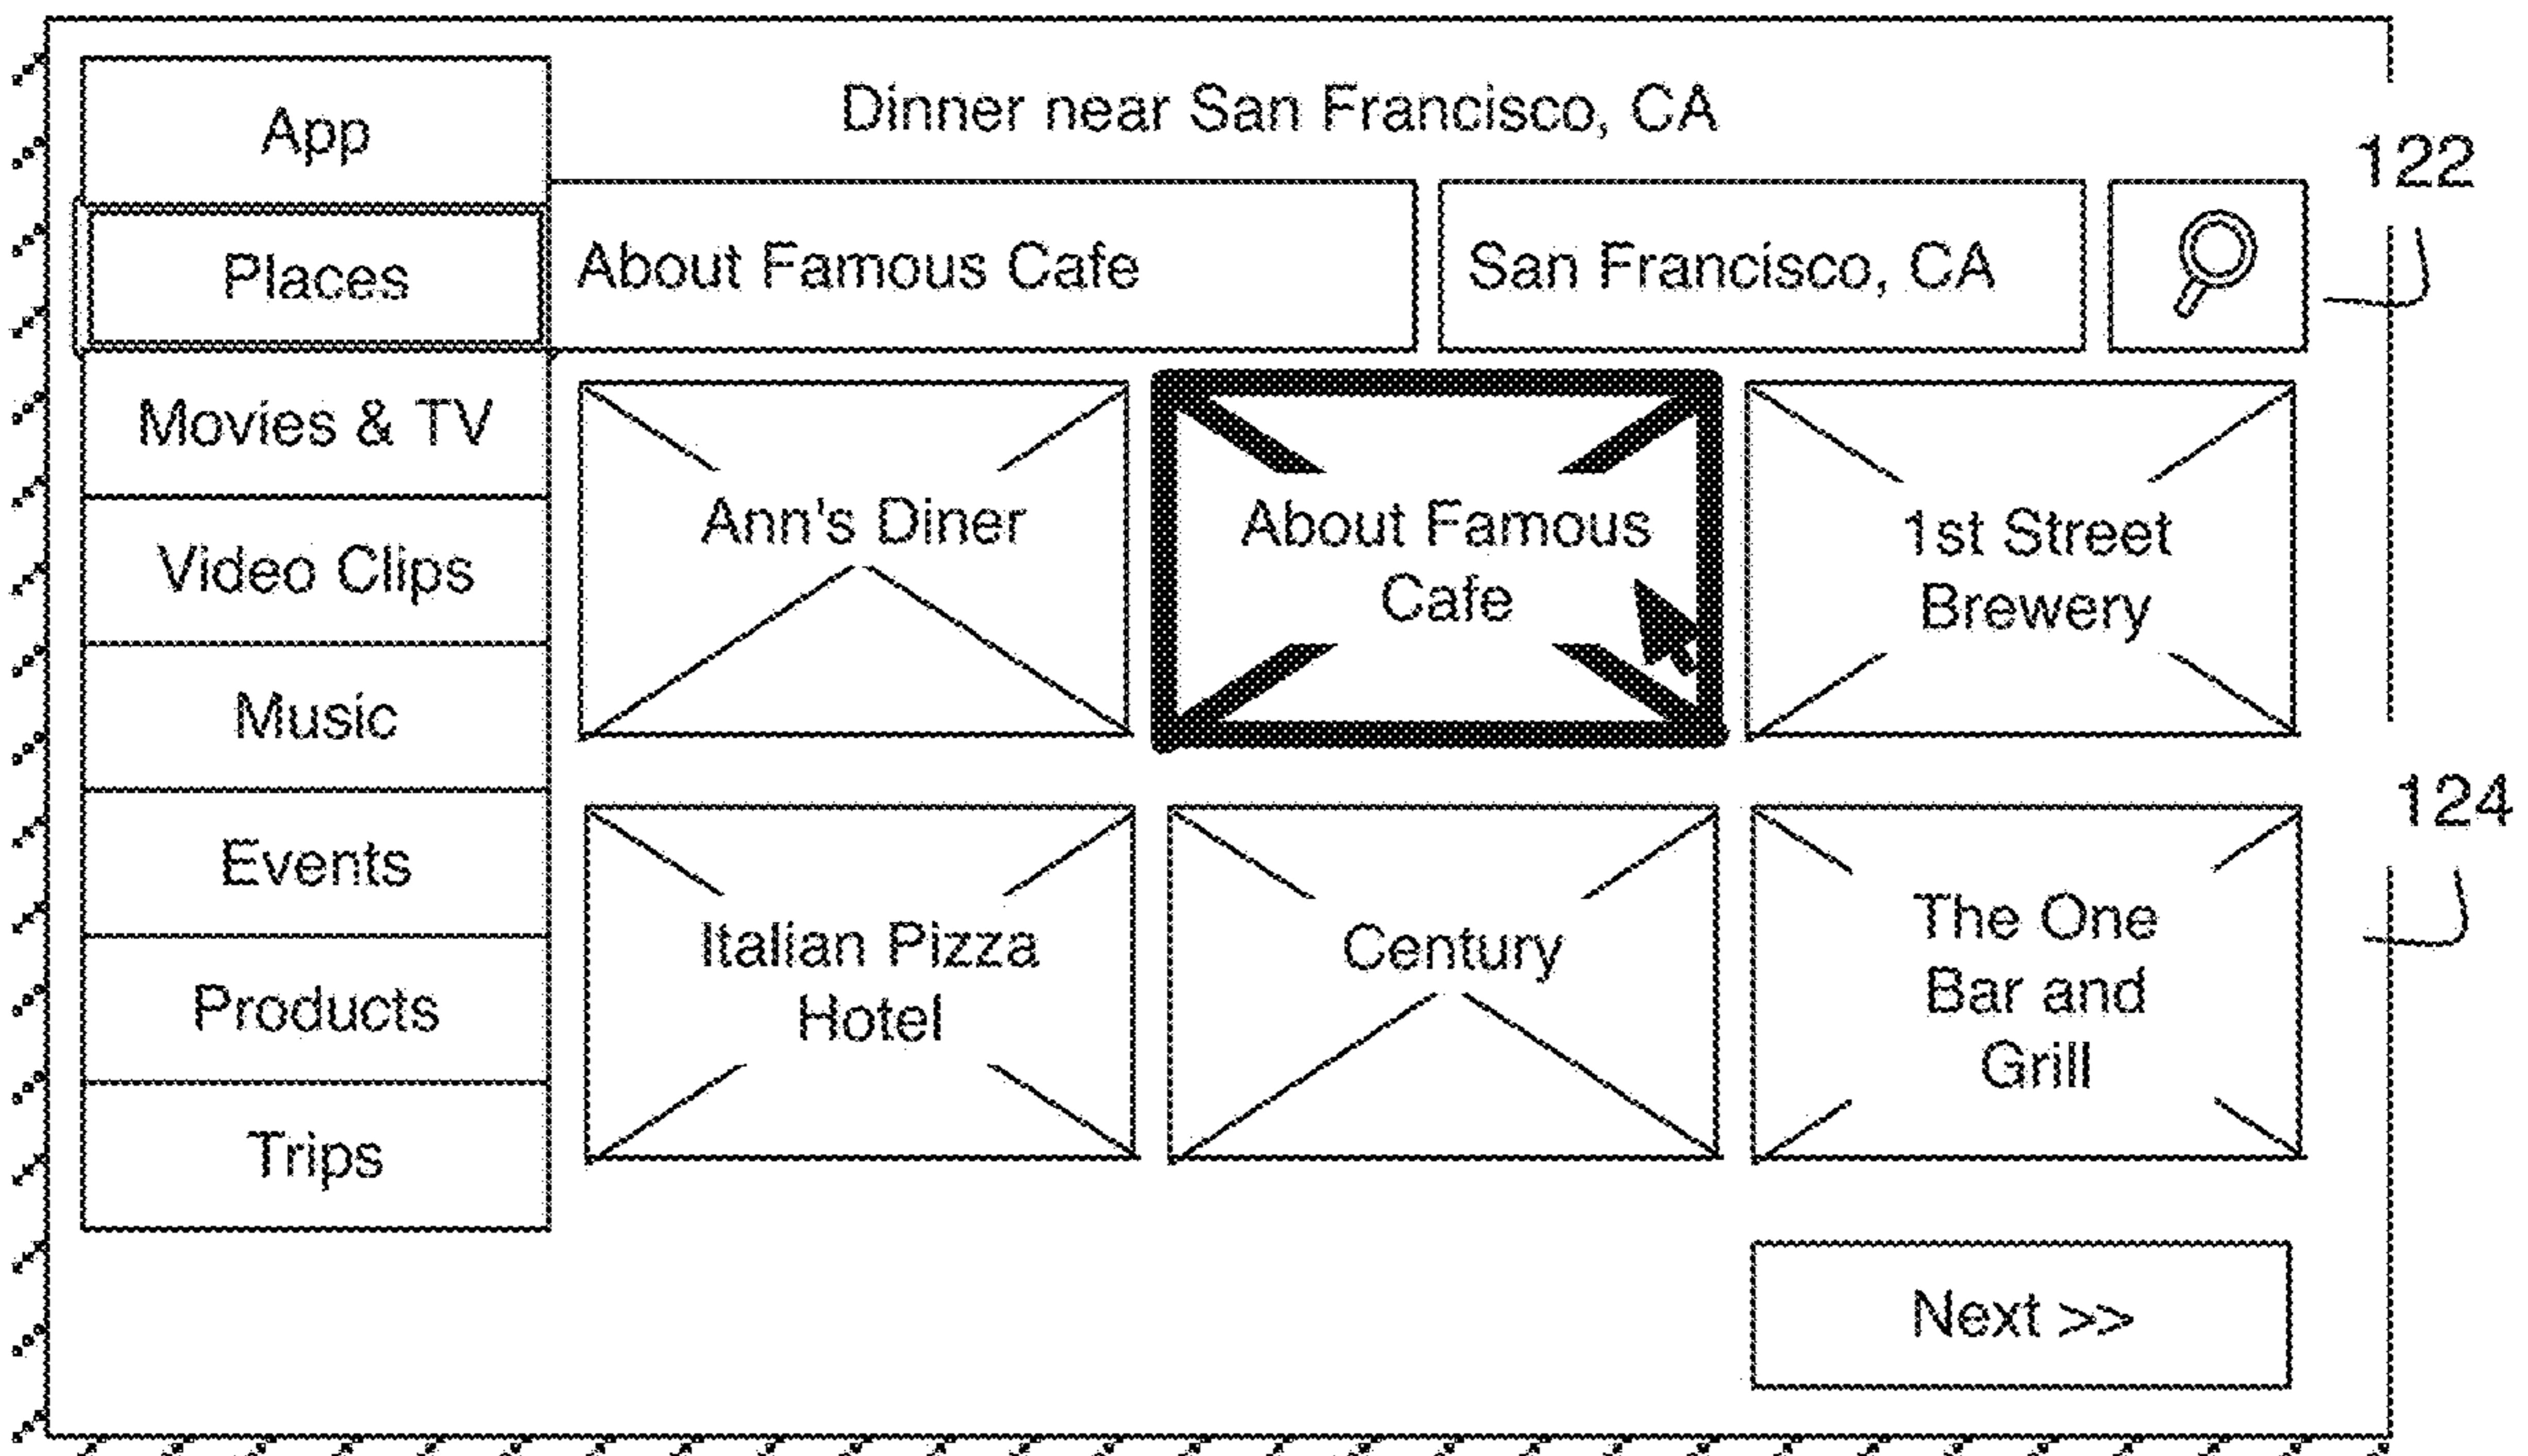 App
Places
Movies & TV
Video Clips
Music
Events
Products
Trips
Dinner near San Francisco, CA
About Famous Cafe
San Francisco, CA
122
Ann's Diner
About Famous
Cafe
1st Street
Brewery
124
Italian Pizza
Hotel
Century
The One
Bar and
Grill
Next >>